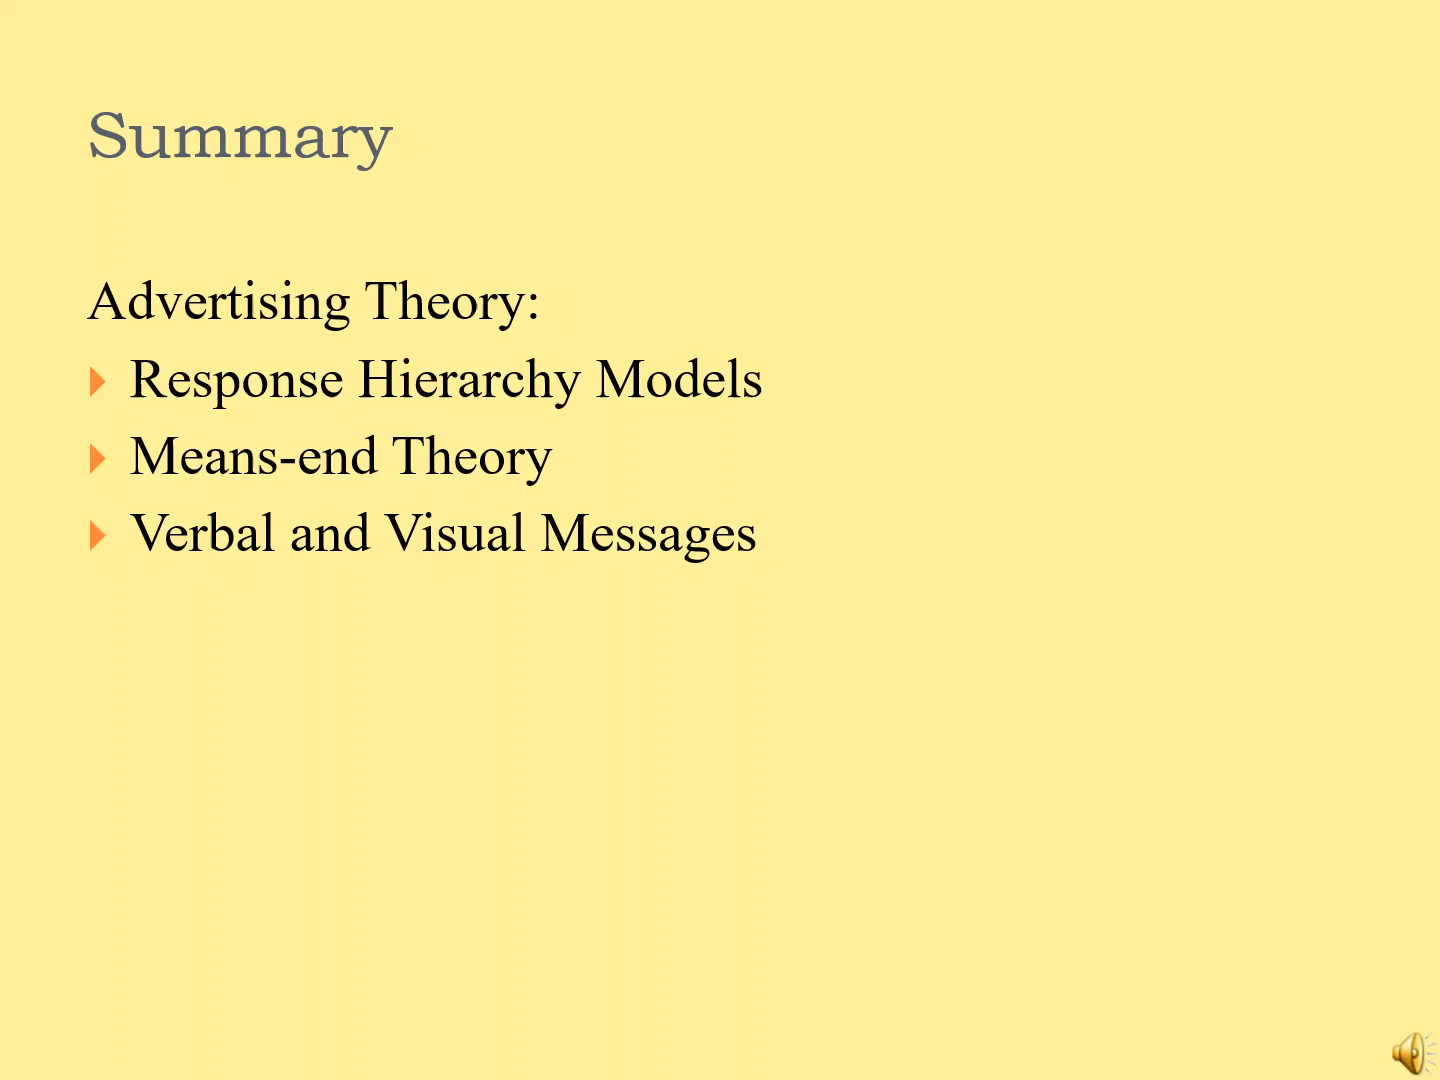 Summary
Advertising Theory:
Response Hierarchy Models
Means-end Theory
Verbal and Visual Messages